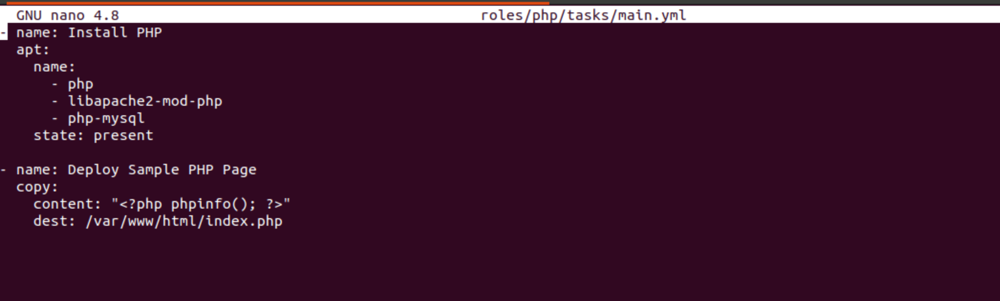 GNU nano 4.8 roles/php/tasks/main.yml
- name: Install PHP
  apt:
    name:
      - php
      - libapache2-mod-php
      - php-mysql
    state: present

- name: Deploy Sample PHP Page
  copy:
    content: "<?php phpinfo(); ?>"
    dest: /var/www/html/index.php